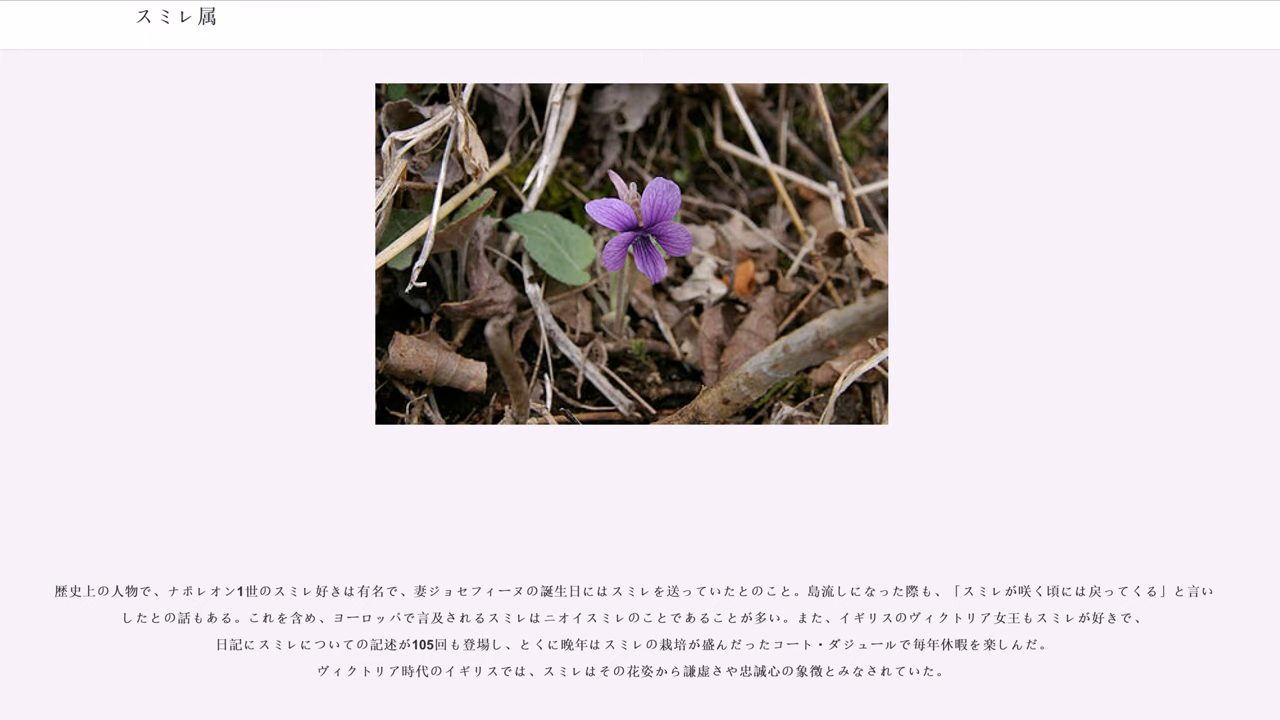 スミレ属
歴史上の人物で、ナポレオン1世のスミレ好きは有名で、妻ジョセフィーヌの誕生日にはスミレを送っていたとのこと。島流しになった際も、「スミレが咲く頃には戻ってくる」と言い
したとの話もある。これを含め、ヨーロッパで言及されるスミレはニオイスミレのことであることが多い。また、イギリスのヴィクトリア女王もスミレが好きで、
日記にスミレについての記述が105回も登場し、とくに晩年はスミレの栽培が盛んだったコート・ダジュールで毎年休暇を楽しんだ。
ヴィクトリア時代のイギリスでは、スミレはその花姿から謙虚さや忠誠心の象徴とみなされていた。